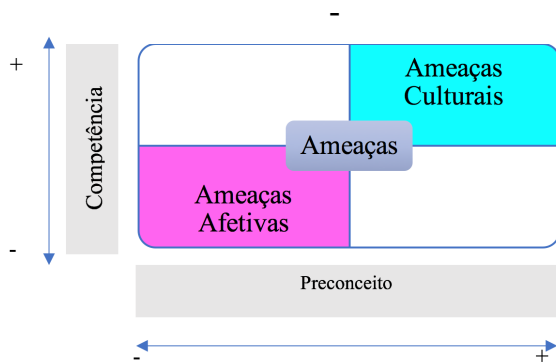 -
+
Ameaças
Culturais
Competência
Ameaças
Ameaças
Afetivas
-
Preconceito
-
+